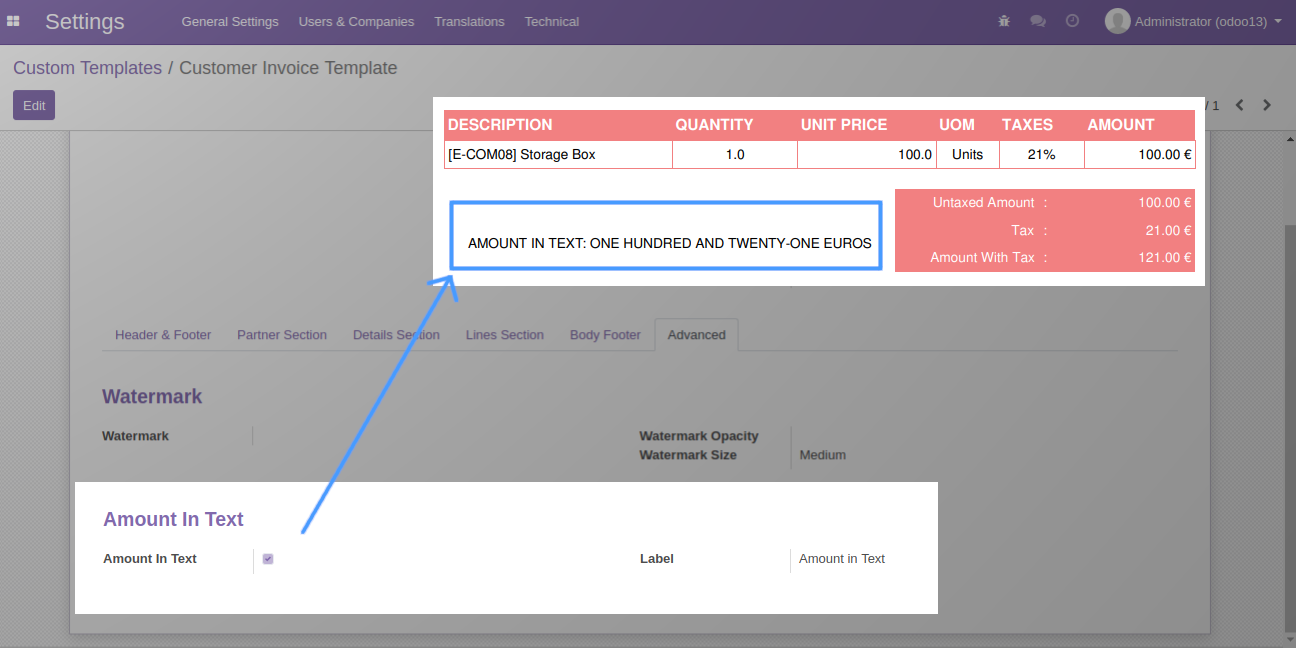 Settings General Settings Users & Companies Translations Technical Administrator (odoo13)
Custom Templates / Customer Invoice Template
Edit / 1
DESCRIPTION QUANTITY UNIT PRICE UOM TAXES AMOUNT
[E-COM08] Storage Box 1.0 100.0 Units 21% 100.00 €
Untaxed Amount : 100.00 €
Tax : 21.00 €
Amount With Tax : 121.00 €
AMOUNT IN TEXT: ONE HUNDRED AND TWENTY-ONE EUROS
Header & Footer Partner Section Details Section Lines Section Body Footer Advanced
Watermark
Watermark Watermark Opacity
Watermark Size Medium
Amount In Text
Amount In Text Label Amount in Text